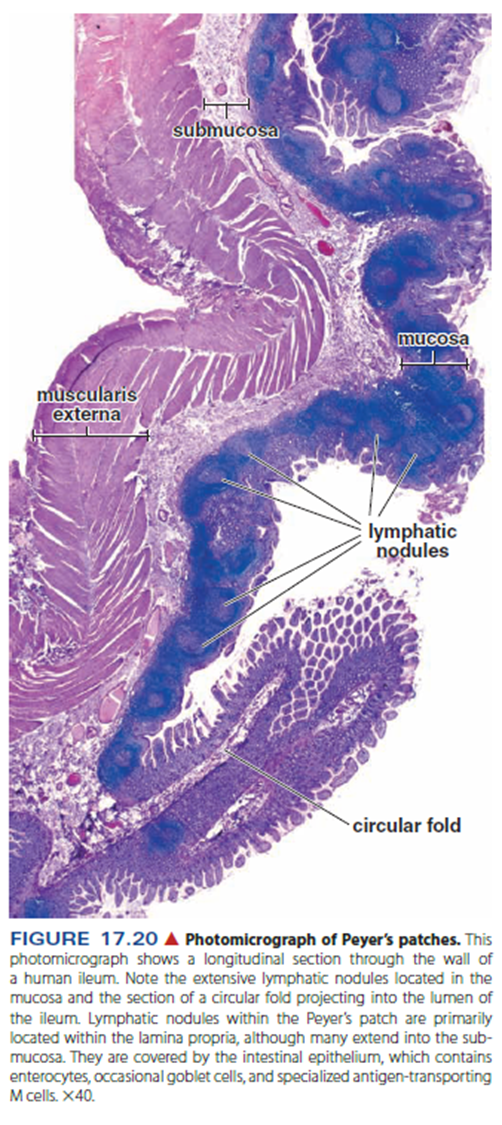 submucosa
mucosa
muscularis
externa
lymphatic
nodules
circular fold
FIGURE 17.20 ▲ Photomicrograph of Peyer's patches. This
photomicrograph shows a longitudinal section through the wall of
a human ileum. Note the extensive lymphatic nodules located in the
mucosa and the section of a circular fold projecting into the lumen of
the ileum. Lymphatic nodules within the Peyer's patch are primarily
located within the lamina propria, although many extend into the sub-
mucosa. They are covered by the intestinal epithelium, which contains
enterocytes, occasional goblet cells, and specialized antigen-transporting
M cells. ×40.